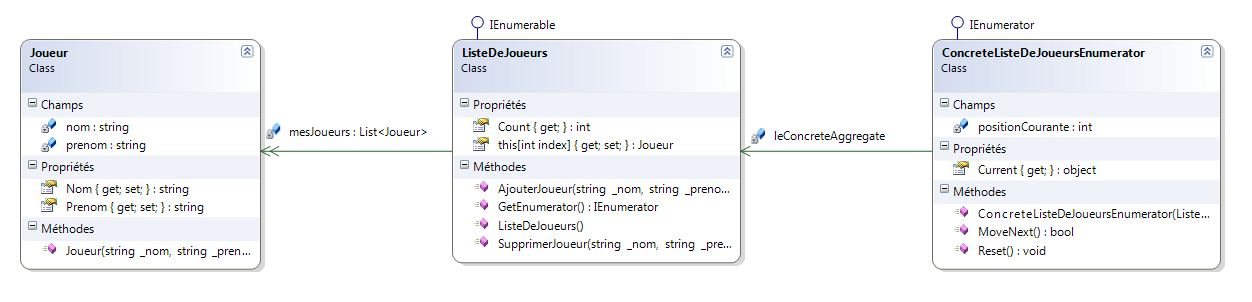 Joueur
Class
Champs
nom : string
prenom : string
Propriétés
Nom { get; set; } : string
Prenom { get; set; } : string
Méthodes
Joueur(string _nom, string _pren...
mesJoueurs : List<Joueur>
IEnumerable
ListeDeJoueurs
Class
Propriétés
Count { get; } : int
this[int index] { get; set; } : Joueur
Méthodes
AjouterJoueur(string _nom, string _preno...
GetEnumerator() : IEnumerator
ListeDeJoueurs()
SupprimerJoueur(string _nom, string _pre...
leConcreteAggregate
IEnumerator
ConcreteListeDeJoueursEnumerator
Class
Champs
positionCourante : int
Propriétés
Current { get; } : object
Méthodes
ConcreteListeDeJoueursEnumerator(Liste...
MoveNext() : bool
Reset() : void